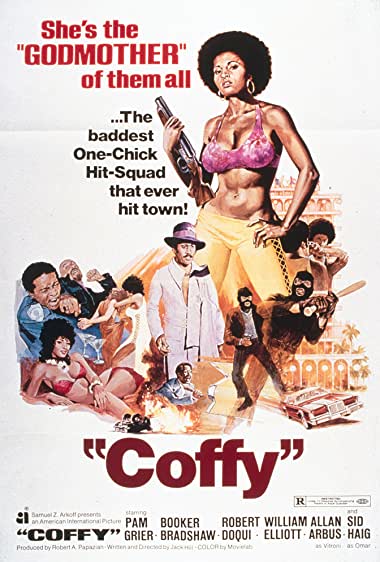 She's the
"GODMOTHER"
of them all
...The
baddest
One-Chick
Hit-Squad
that ever
hit town!
"Coffy"
R
Samuel Z. Arkoff presents
an American International Picture
"COFFY"
starring
PAM GRIER
BOOKER BRADSHAW
ROBERT DOQUI
WILLIAM ELLIOTT
ALLAN ARBUS
as Vitroni
and
SID HAIG
as Omar
Produced by Robert A. Papazian · Written and Directed by Jack Hill · COLOR by Movielab